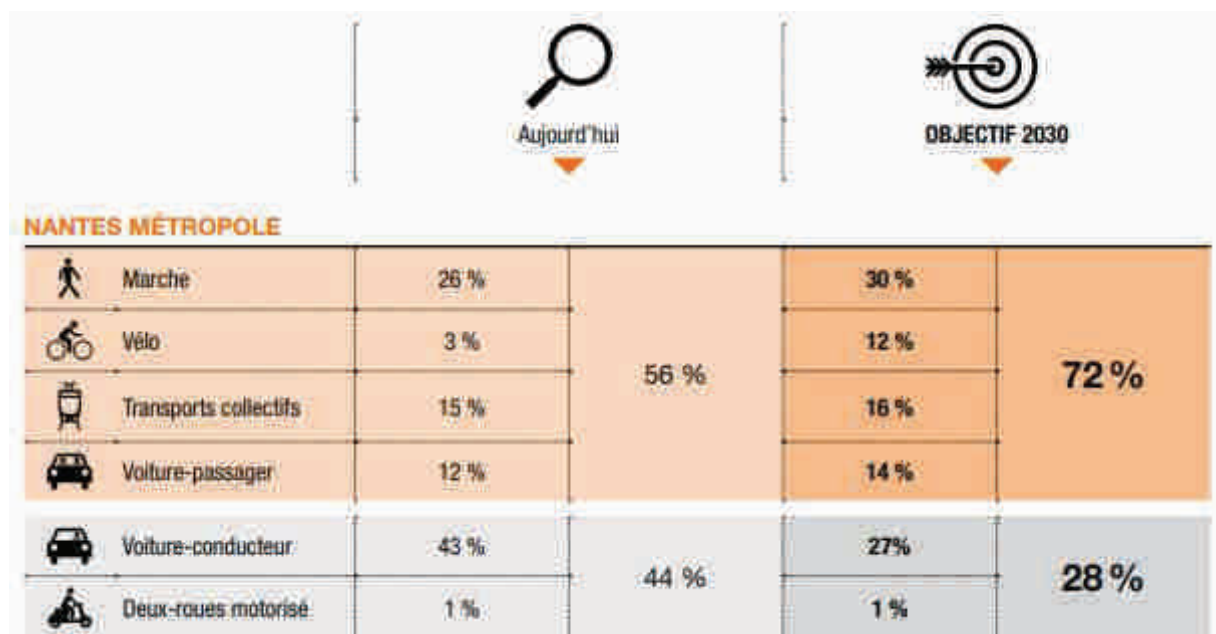 Aujourd'hui
OBJECTIF 2030
NANTES MÉTROPOLE
Marche 26 % 30 %
Vélo 3 % 12 %
56 % 72 %
Transports collectifs 15 % 16 %
Voiture-passager 12 % 14 %
Voiture-conducteur 43 % 27%
44 % 28 %
Deux-roues motorisé 1 % 1 %